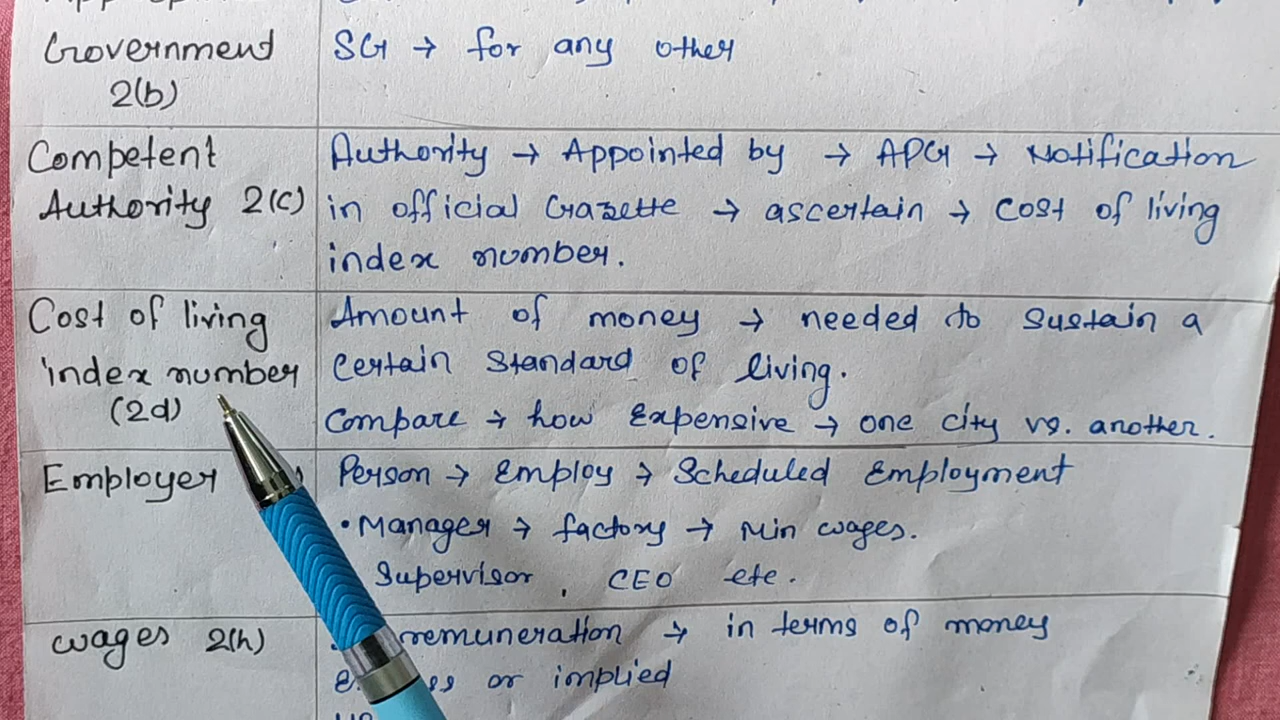 Government
2(b)
SG → for any other
Competent
Authority 2(c)
Authority → Appointed by → APG → Notification
in official Gazette → ascertain → Cost of living
index number.
Cost of living
index number
(2d)
Amount of money → needed to sustain a
certain standard of living.
Compare → how Expensive → one city vs. another.
Employer
Person → Employ → Scheduled Employment
• Manager → factory → Min wages.
Supervisor, CEO etc.
wages 2(h)
remuneration → in terms of money
or implied